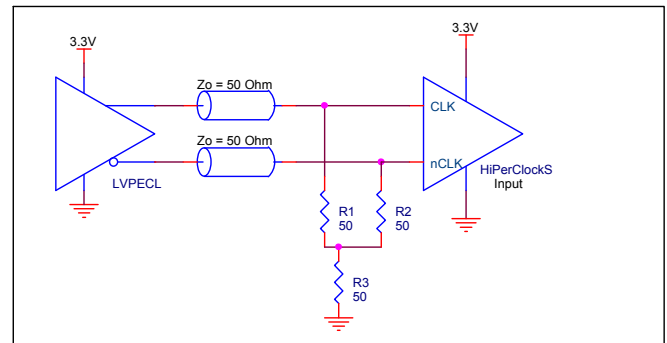 3.3V
3.3V
Zo = 50 Ohm
CLK
Zo = 50 Ohm
nCLK
LVPECL
HiPerClockS
Input
R1
50
R2
50
R3
50